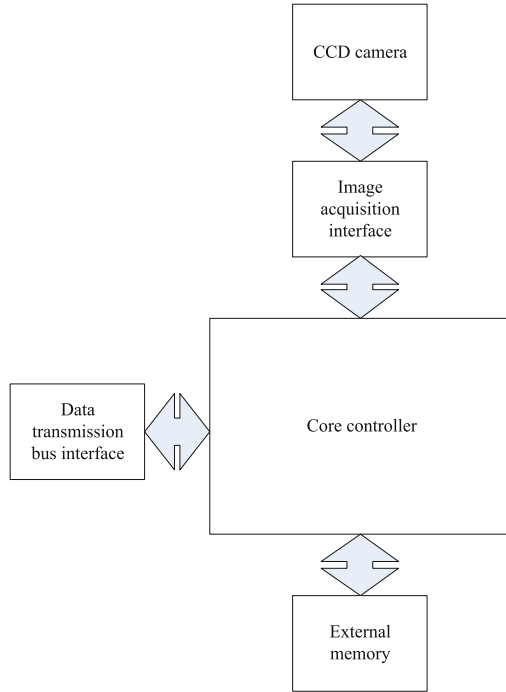 CCD camera
Image
acquisition
interface
Data
transmission
bus interface
Core controller
External
memory